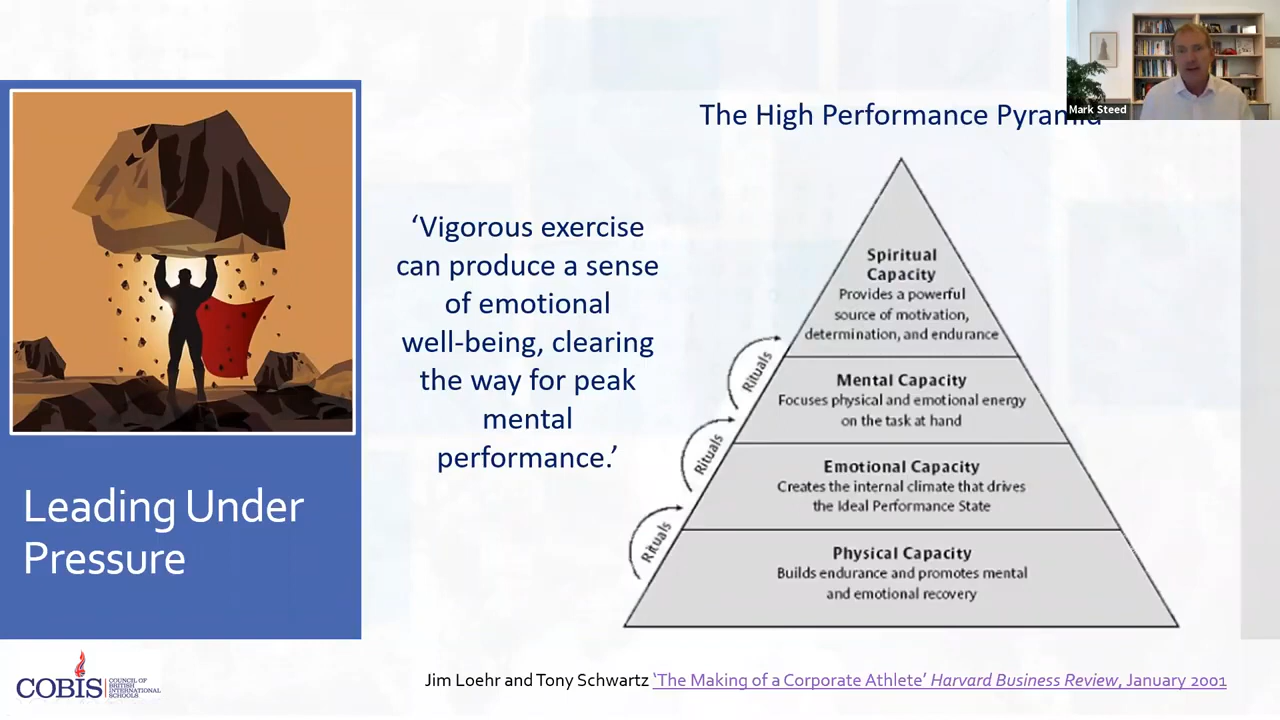 Mark Steed
The High Performance Pyramid
‘Vigorous exercise
can produce a sense
of emotional
well-being, clearing
the way for peak
mental
performance.’
Spiritual
Capacity
Provides a powerful
source of motivation,
determination, and endurance
Rituals
Mental Capacity
Focuses physical and emotional energy
on the task at hand
Rituals
Emotional Capacity
Creates the internal climate that drives
the Ideal Performance State
Rituals
Physical Capacity
Builds endurance and promotes mental
and emotional recovery
Leading Under
Pressure
COBIS
COUNCIL OF
BRITISH
INTERNATIONAL
SCHOOLS
Jim Loehr and Tony Schwartz ‘The Making of a Corporate Athlete’ Harvard Business Review, January 2001